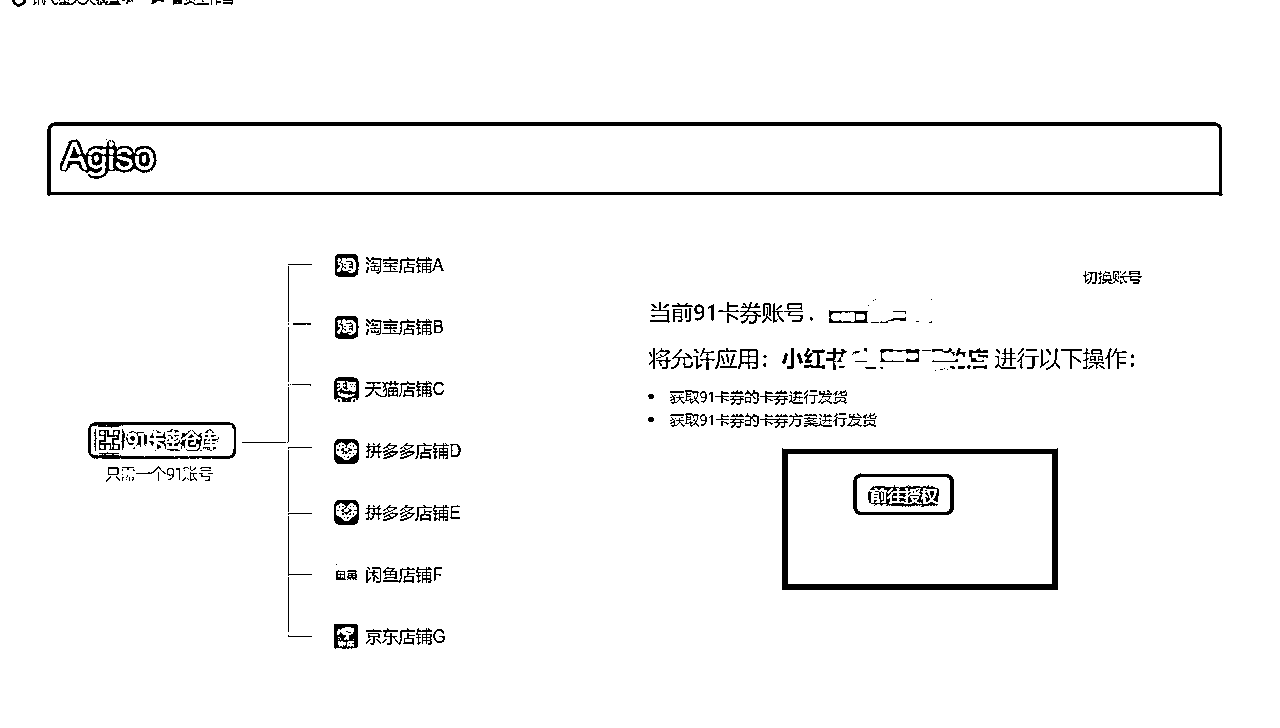 Agiso
淘宝店铺A
淘宝店铺B
天猫店铺C
拼多多店铺D
拼多多店铺E
闲鱼店铺F
京东店铺G
91卡密仓库
只需一个91账号
切换账号
当前91卡券账号:
将允许应用:小红书 店 进行以下操作:
• 获取91卡券的卡券进行发货
• 获取91卡券的卡券方案进行发货
前往授权